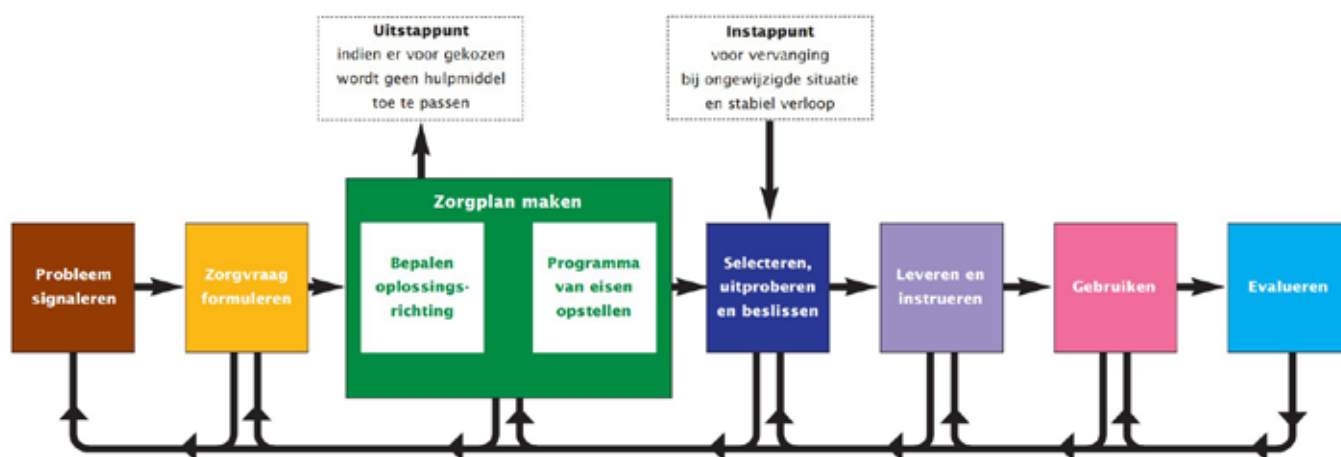 Uitstappunt
indien er voor gekozen
wordt geen hulpmiddel
toe te passen
Instappunt
voor vervanging
bij ongewijzigde situatie
en stabiel verloop
Zorgplan maken
Probleem
signaleren
Zorgvraag
formuleren
Bepalen
oplossings-
richting
Programma
van eisen
opstellen
Selecteren,
uitproberen
en beslissen
Leveren en
instrueren
Gebruiken
Evalueren